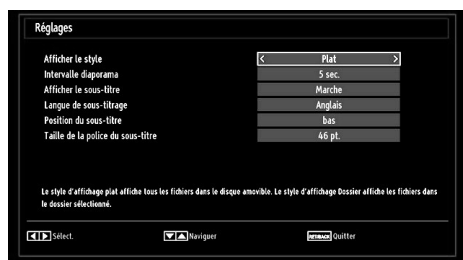 Réglages
Afficher le style < Plat >
Intervalle diaporama 5 sec.
Afficher le sous-titre Marche
Langue de sous-titrage Anglais
Position du sous-titre bas
Taille de la police du sous-titre 46 pt.
Le style d'affichage plat affiche tous les fichiers dans le disque amovible. Le style d'affichage Dossier affiche les fichiers dans
le dossier sélectionné.
Sélect. Naviguer RET/BACK Quitter